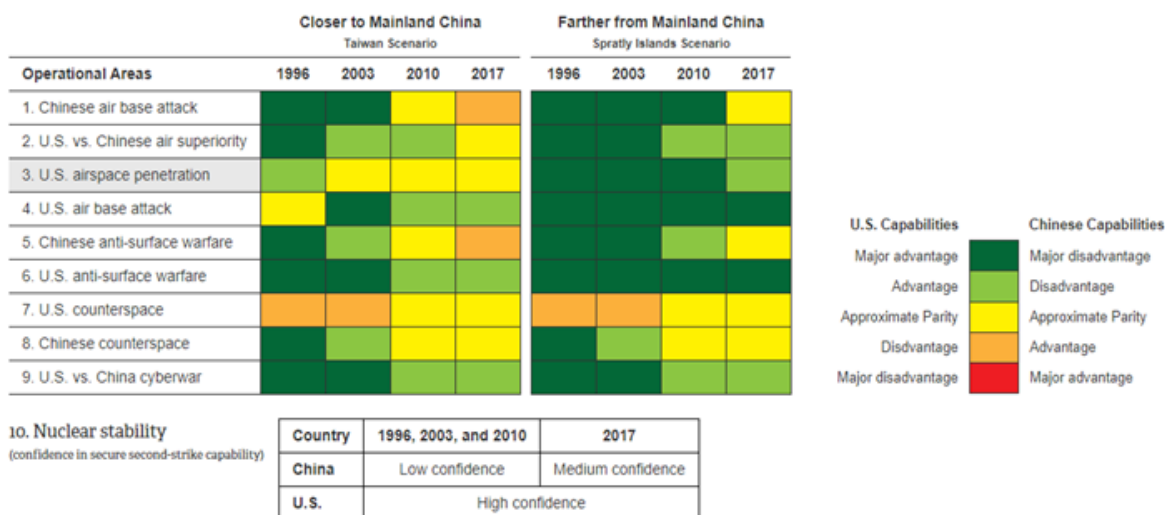 Closer to Mainland China Farther from Mainland China
Taiwan Scenario Spratly Islands Scenario
Operational Areas 1996 2003 2010 2017 1996 2003 2010 2017
1. Chinese air base attack
2. U.S. vs. Chinese air superiority
3. U.S. airspace penetration
4. U.S. air base attack
5. Chinese anti-surface warfare
6. U.S. anti-surface warfare
7. U.S. counterspace
8. Chinese counterspace
9. U.S. vs. China cyberwar
U.S. Capabilities Chinese Capabilities
Major advantage Major disadvantage
Advantage Disadvantage
Approximate Parity Approximate Parity
Disdvantage Advantage
Major disadvantage Major advantage
10. Nuclear stability
(confidence in secure second-strike capability)
Country 1996, 2003, and 2010 2017
China Low confidence Medium confidence
U.S. High confidence